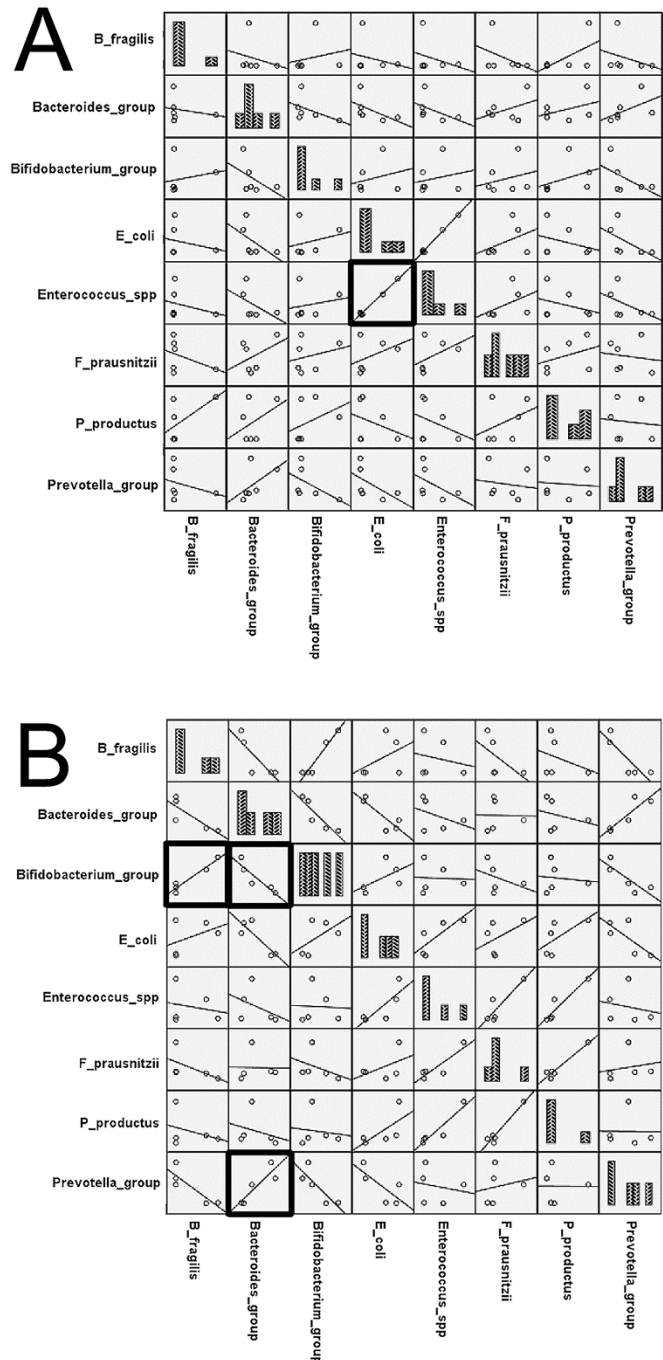 A
B_fragilis
Bacteroides_group
Bifidobacterium_group
E_coli
Enterococcus_spp
F_prausnitzii
P_productus
Prevotella_group
B_fragilis
Bacteroides_group
Bifidobacterium_group
E_coli
Enterococcus_spp
F_prausnitzii
P_productus
Prevotella_group
B
B_fragilis
Bacteroides_group
Bifidobacterium_group
E_coli
Enterococcus_spp
F_prausnitzii
P_productus
Prevotella_group
B_fragilis
Bacteroides_group
Bifidobacterium_group
E_coli
Enterococcus_spp
F_prausnitzii
P_productus
Prevotella_group